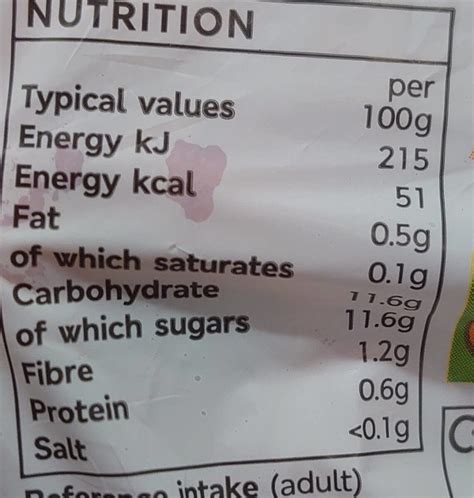 NUTRITION
Typical values per 100g
Energy kJ 215
Energy kcal 51
Fat 0.5g
of which saturates 0.1g
Carbohydrate 11.6g
of which sugars 11.6g
Fibre 1.2g
Protein 0.6g
Salt <0.1g
intake (adult)